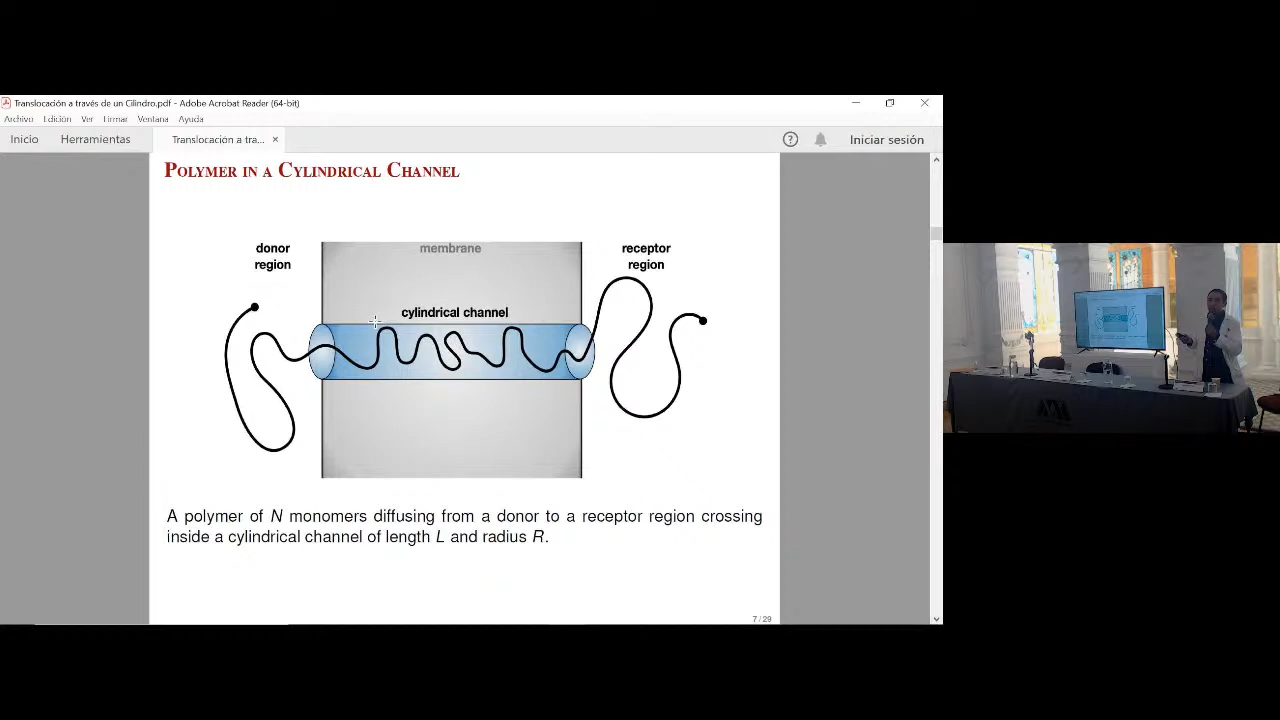 Translocación a través de un Cilindro.pdf - Adobe Acrobat Reader (64-bit)
Archivo Edición Ver Firmar Ventana Ayuda
Inicio Herramientas Translocación a tra... × Iniciar sesión
POLYMER IN A CYLINDRICAL CHANNEL
donor
region
membrane
receptor
region
cylindrical channel
A polymer of N monomers diffusing from a donor to a receptor region crossing
inside a cylindrical channel of length L and radius R.
7 / 29